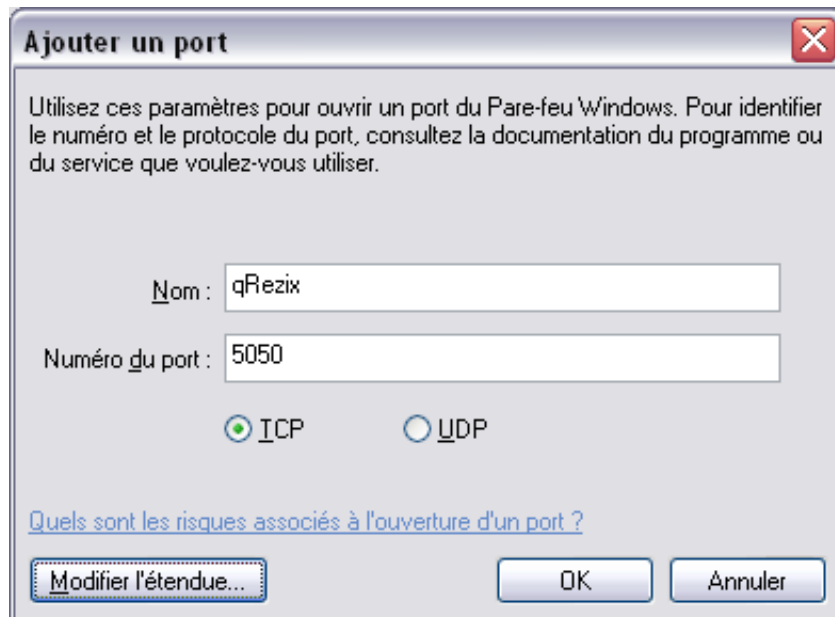 Ajouter un port
Utilisez ces paramètres pour ouvrir un port du Pare-feu Windows. Pour identifier
le numéro et le protocole du port, consultez la documentation du programme ou
du service que voulez-vous utiliser.
Nom : qRezix
Numéro du port : 5050
TCP UDP
Quels sont les risques associés à l'ouverture d'un port ?
Modifier l'étendue... OK Annuler